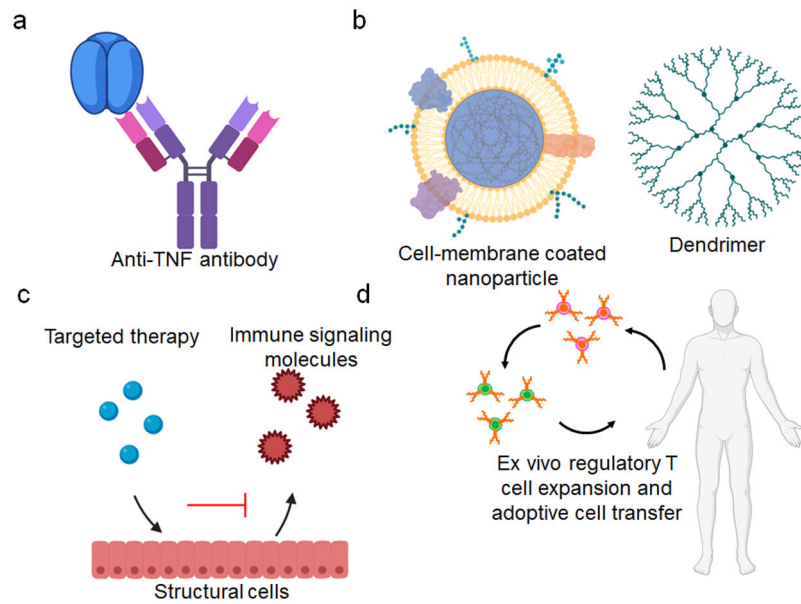 a
Anti-TNF antibody
b
Cell-membrane coated
nanoparticle
Dendrimer
c
Targeted therapy
Immune signaling
molecules
Structural cells
d
Ex vivo regulatory T
cell expansion and
adoptive cell transfer